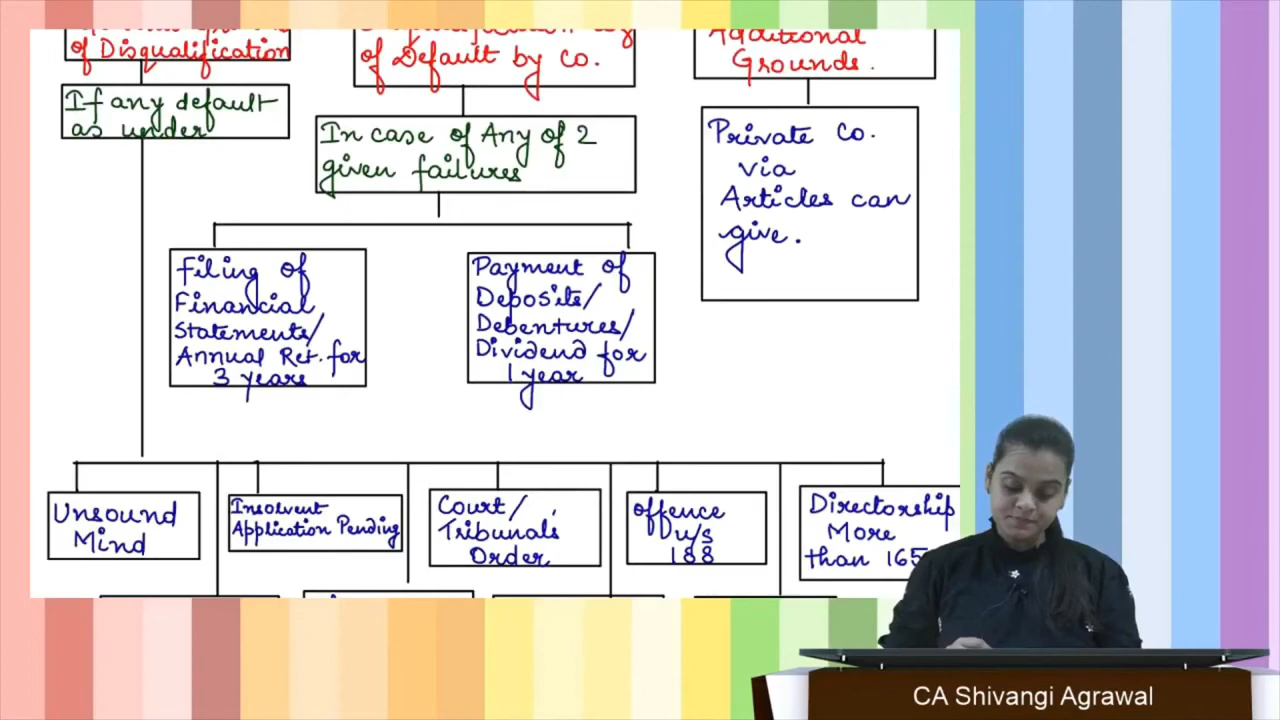 of Disqualification
of Default by Co.
Additional
Grounds.
If any default
as under
In case of Any of 2
given failures
Private Co.
via
Articles can
give.
Filing of
Financial
Statements/
Annual Ret. for
3 years
Payment of
Deposits/
Debentures/
Dividend for
1 year
Unsound
Mind
Insolvent
Application Pending
Court/
Tribunal's
Order
Offence
u/s
188
Directorship
More
than 165
CA Shivangi Agrawal